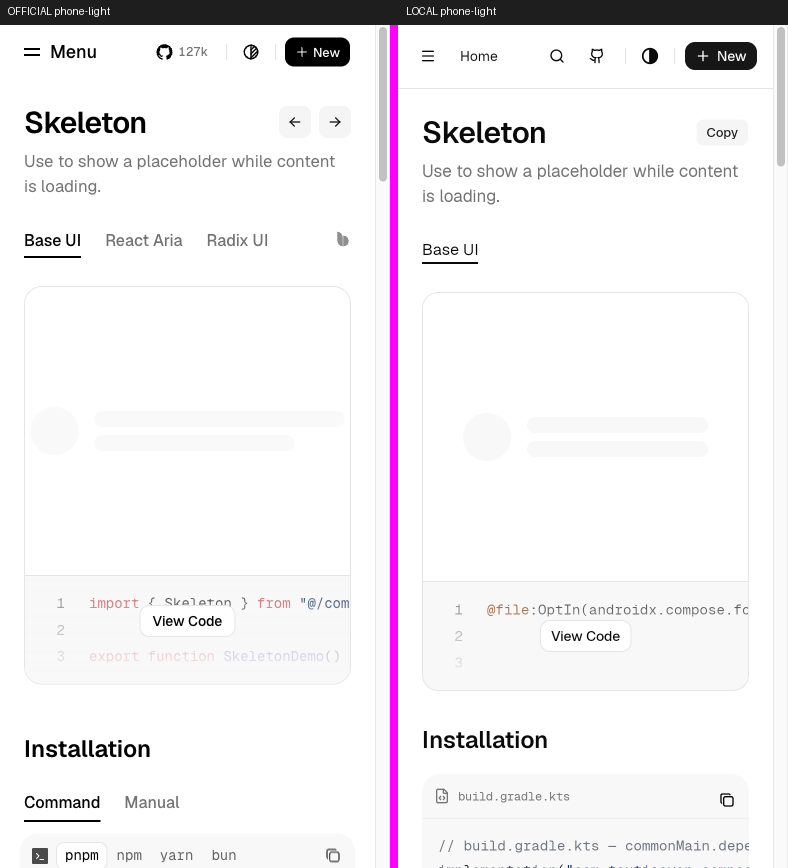 OFFICIAL phone-light
Menu
127k
New
Skeleton
Use to show a placeholder while content
is loading.
Base UI
React Aria
Radix UI
1 import { Skeleton } from "@/com
2
3 export function SkeletonDemo()
View Code
Installation
Command
Manual
pnpm
npm
yarn
bun
LOCAL phone-light
Home
New
Skeleton
Copy
Use to show a placeholder while content
is loading.
Base UI
1 @file:OptIn(androidx.compose.fo
2
3
View Code
Installation
build.gradle.kts
// build.gradle.kts — commonMain.depe